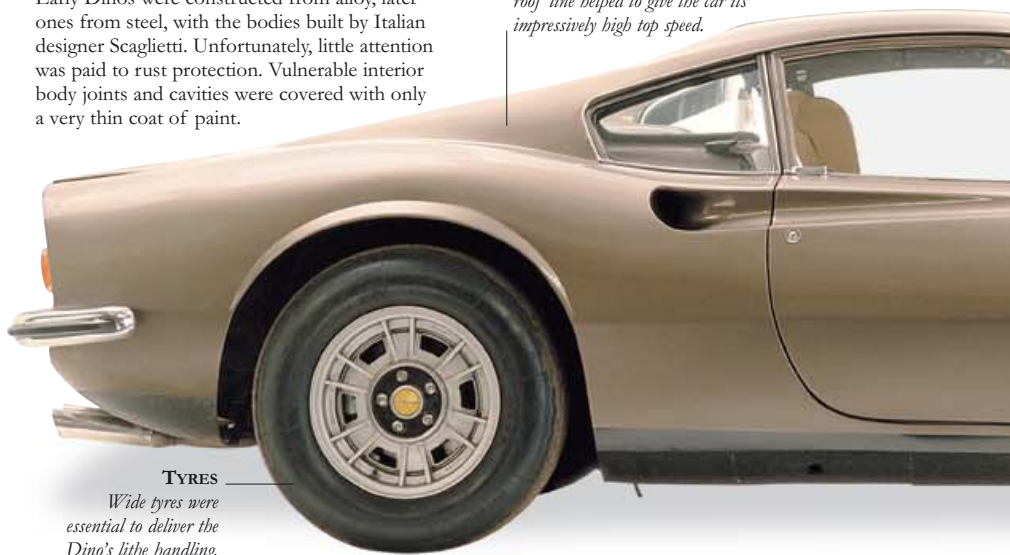 Early Dinos were constructed from alloy, later
ones from steel, with the bodies built by Italian
designer Scaglietti. Unfortunately, little attention
was paid to rust protection. Vulnerable interior
body joints and cavities were covered with only
a very thin coat of paint.
roof line helped to give the car its
impressively high top speed.
TYRES
Wide tyres were
essential to deliver the
Dino's lithe handling.